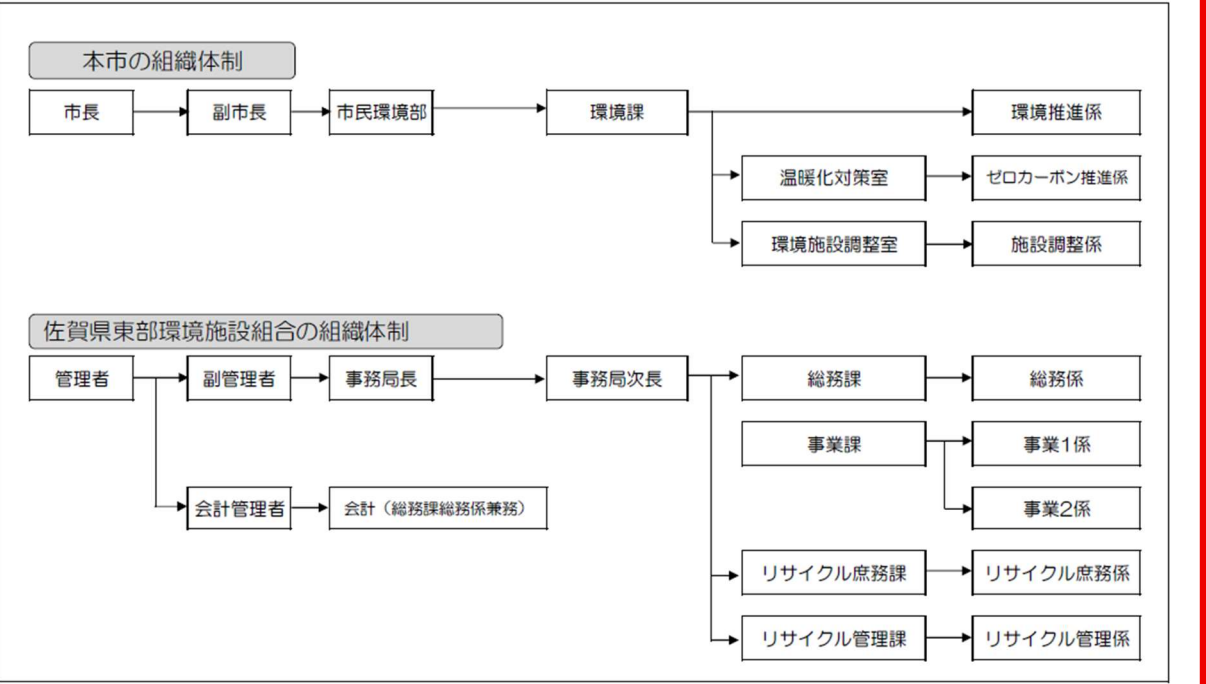 本市の組織体制
市長 副市長 市民環境部 環境課 環境推進係
温暖化対策室 ゼロカーボン推進係
環境施設調整室 施設調整係
佐賀県東部環境施設組合の組織体制
管理者 副管理者 事務局長 事務局次長 総務課 総務係
事業課 事業1係
会計管理者 会計（総務課総務係兼務） 事業2係
リサイクル庶務課 リサイクル庶務係
リサイクル管理課 リサイクル管理係